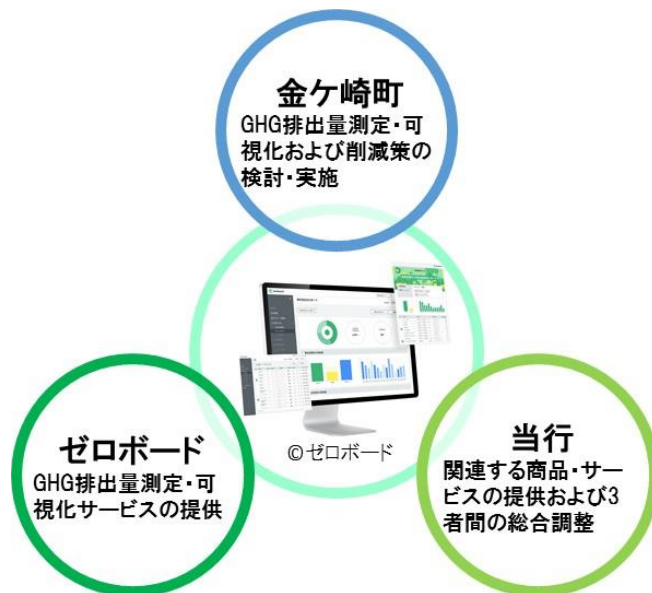 金ケ崎町
GHG排出量測定・可
視化および削減策の
検討・実施
©ゼロボード
ゼロボード
GHG排出量測定・可
視化サービスの提供
当行
関連する商品・サー
ビスの提供および3
者間の総合調整